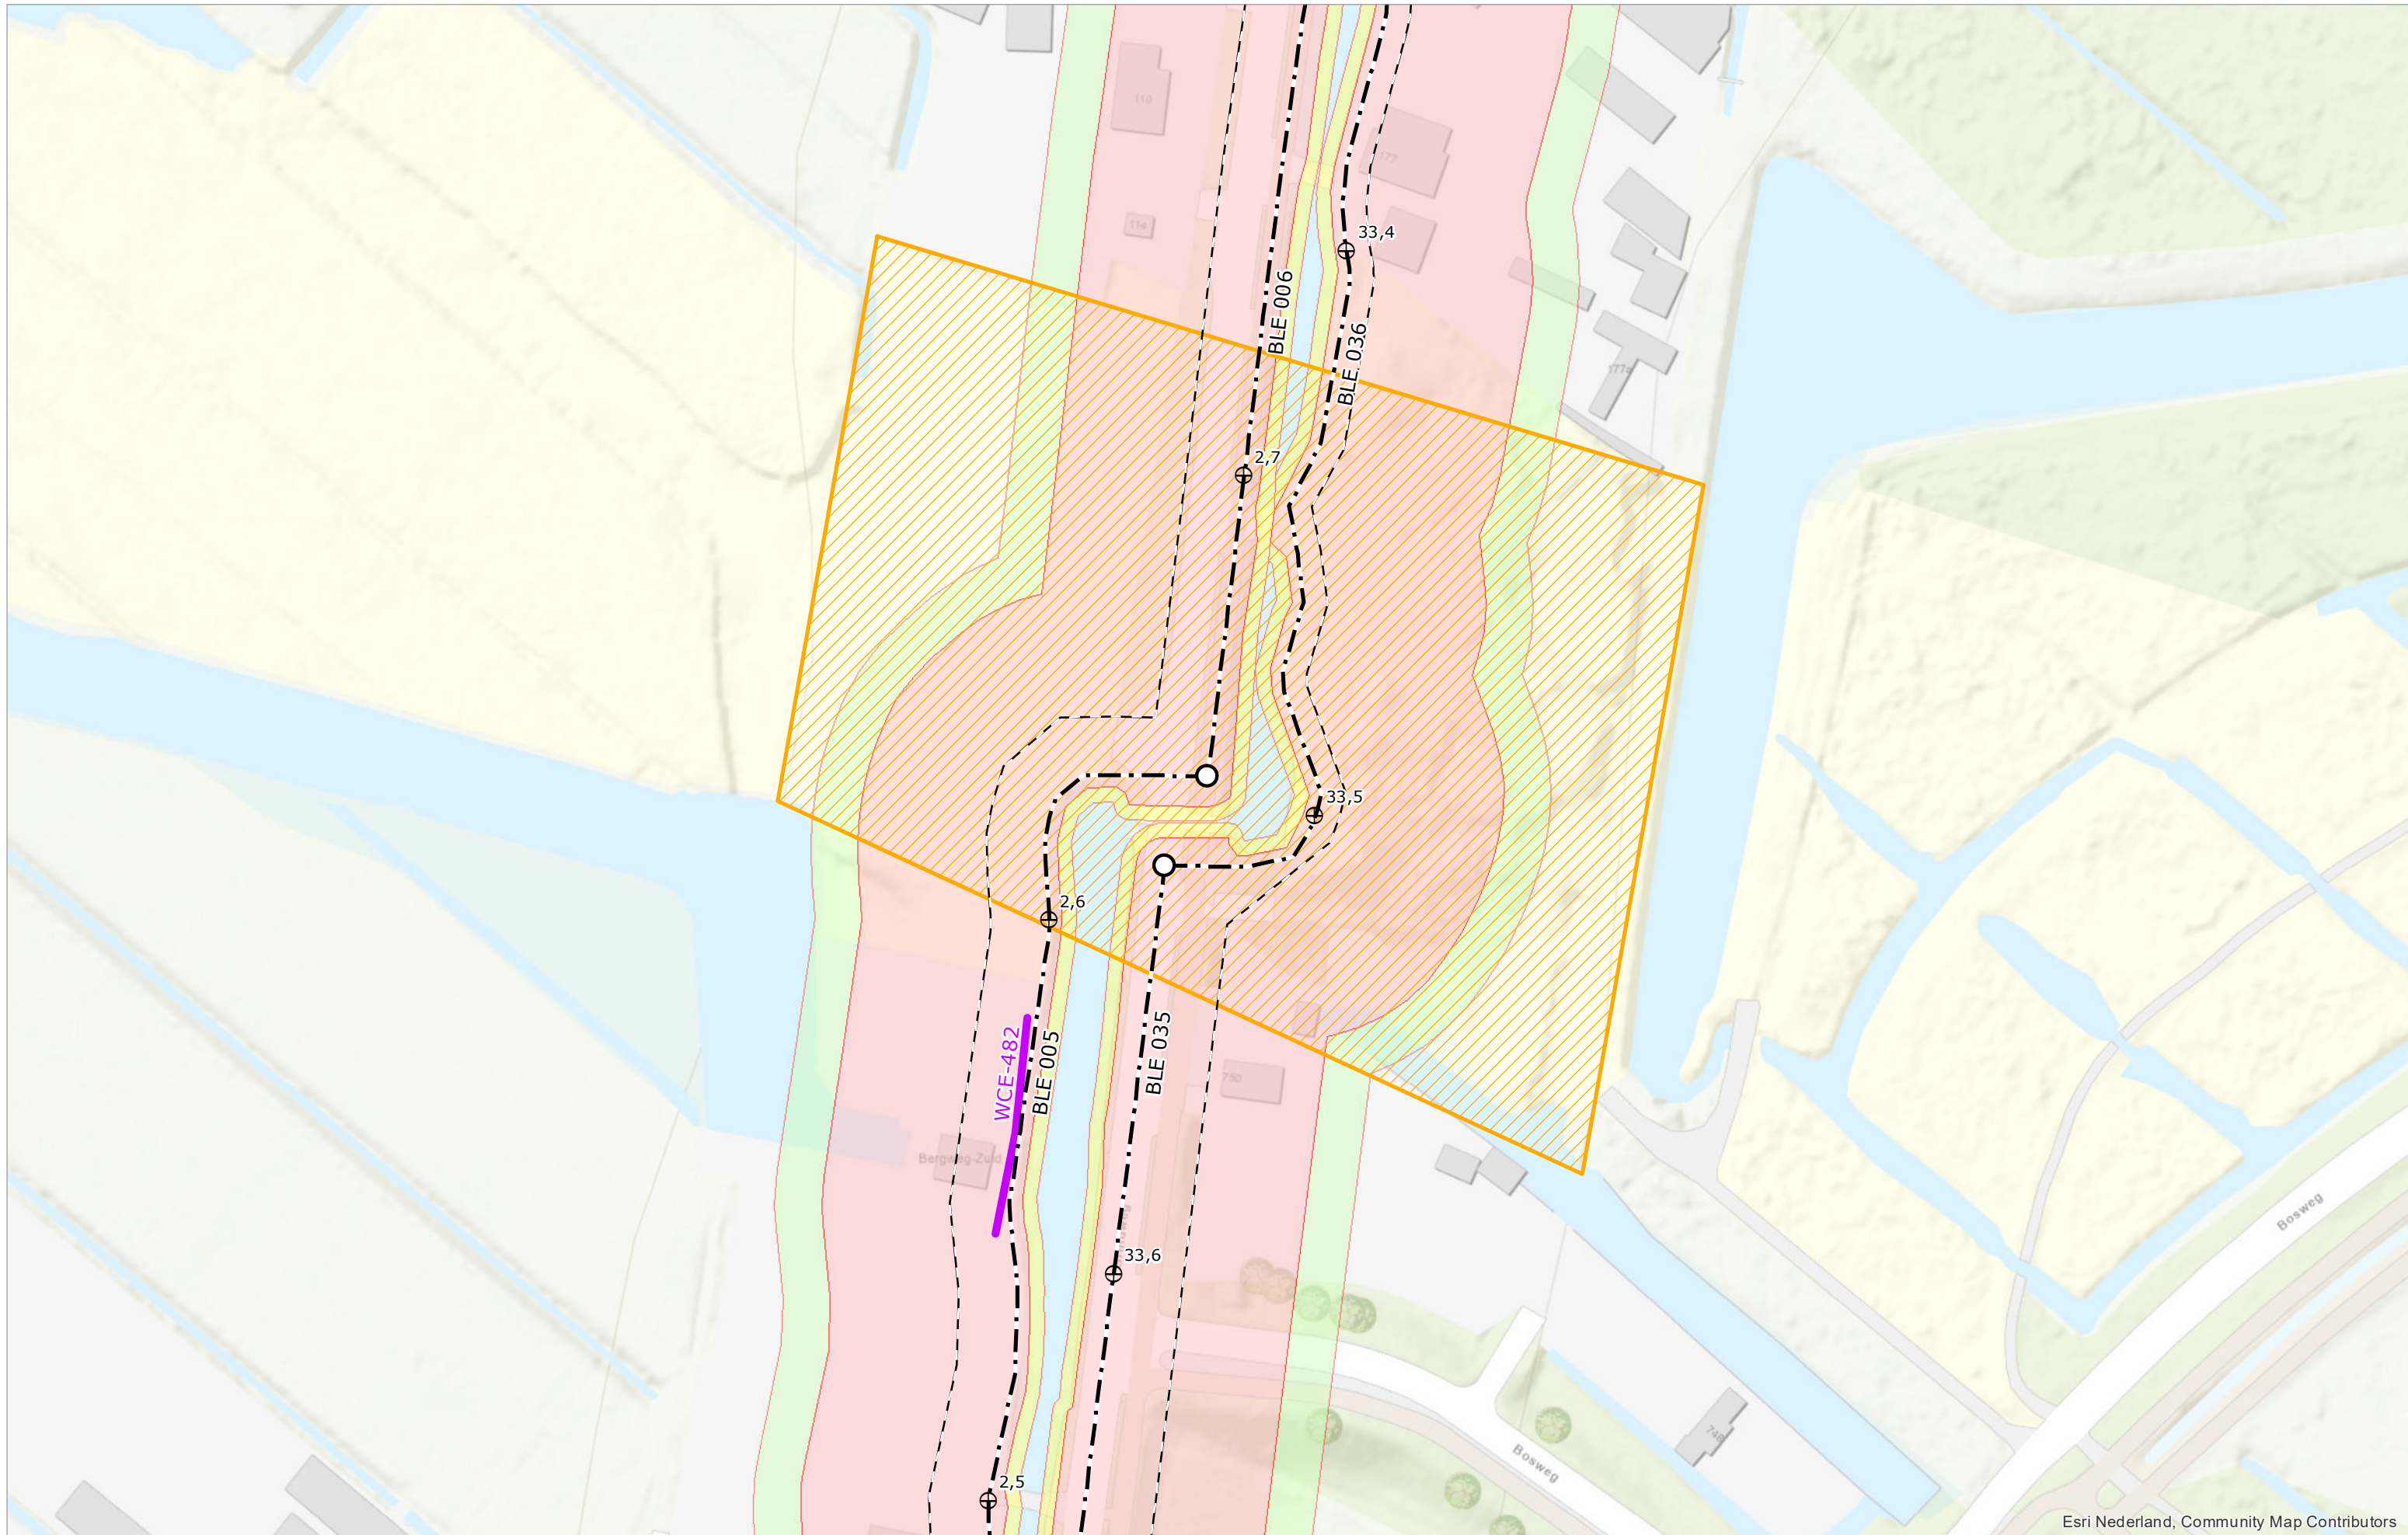 110
114
177
33,4
BLE 006
BLE 036
177a
2,7
33,5
2,6
WCE-482
BLE 005
BLE 035
750
Bergweg-Zuid
33,6
Bosweg
Bosweg
2,5
Esri Nederland, Community Map Contributors